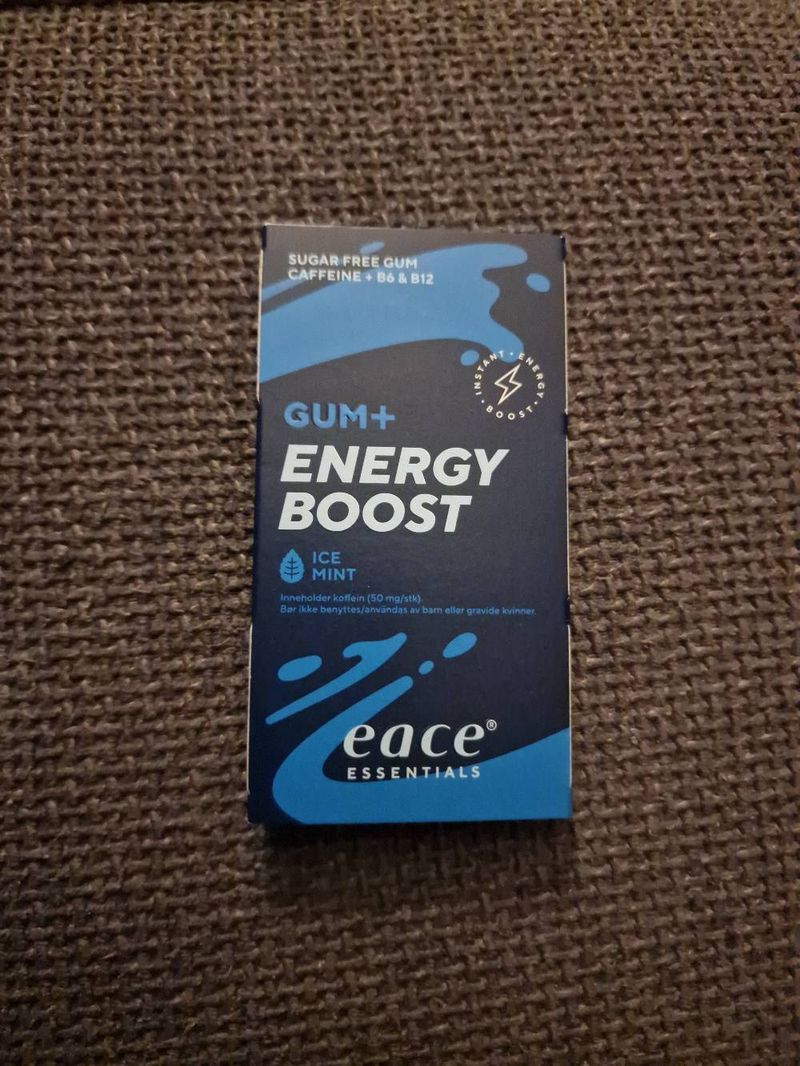 SUGAR FREE GUM
CAFFEINE + B6 & B12
INSTANT • ENERGY • BOOST •
GUM+
ENERGY
BOOST
ICE
MINT
Inneholder koffein (50 mg/stk).
Bør ikke benyttes/användas av barn eller gravide kvinner.
eace®
ESSENTIALS